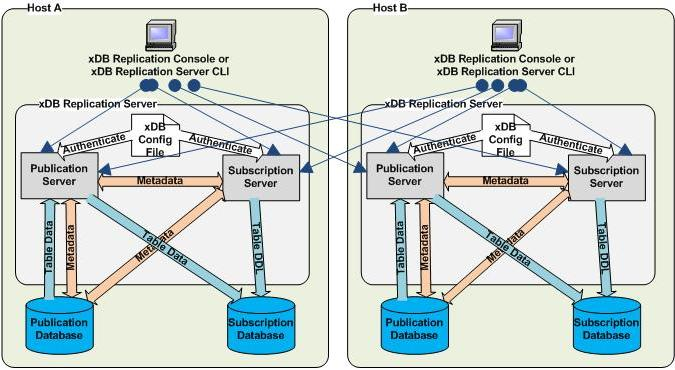 Host A
xDB Replication Console or
xDB Replication Server CLI
xDB Replication Server
Authenticate
xDB
Config
File
Authenticate
Publication
Server
Metadata
Subscription
Server
Table Data
Metadata
Table Data
Metadata
Table DDL
Publication
Database
Subscription
Database
Host B
xDB Replication Console or
xDB Replication Server CLI
xDB Replication Server
Authenticate
xDB
Config
File
Authenticate
Publication
Server
Metadata
Subscription
Server
Table Data
Metadata
Table Data
Metadata
Table DDL
Publication
Database
Subscription
Database